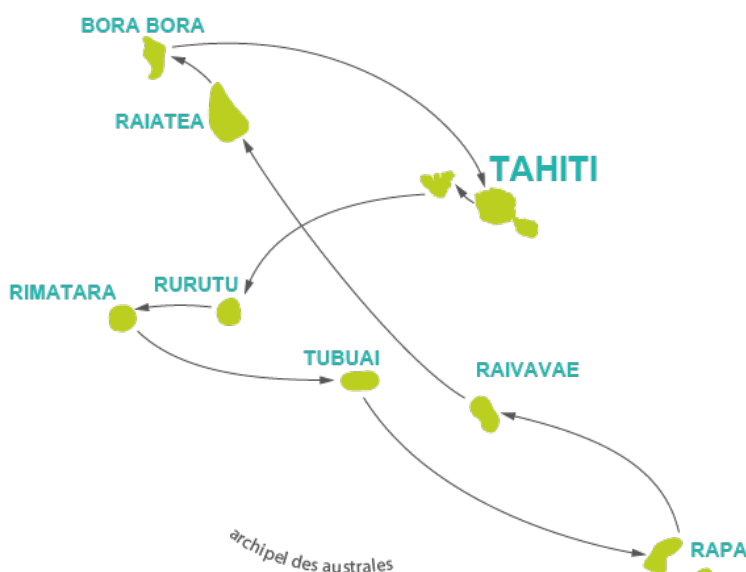 BORA BORA
RAIATEA
TAHITI
RIMATARA
RURUTU
TUBUAI
RAIVAVAE
RAPA
archipel des australes